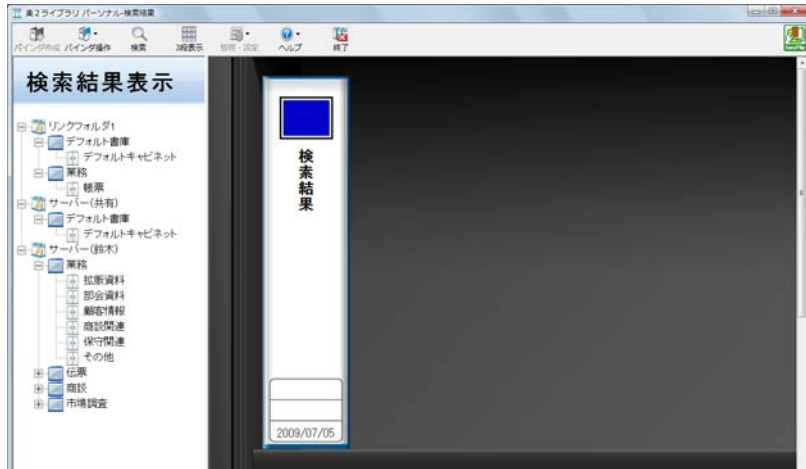 楽2ライブラリ パーソナル-検索結果
バインダ作成 バインダ操作 検索 3段表示 管理・設定 ヘルプ 終了
検索結果表示
リンクフォルダ1
デフォルト書庫
デフォルトキャビネット
業務
帳票
サーバー(共有)
デフォルト書庫
デフォルトキャビネット
サーバー(鈴木)
業務
拡販資料
部会資料
顧客情報
商談関連
保守関連
その他
伝票
商談
市場調査
検索結果
2009/07/05